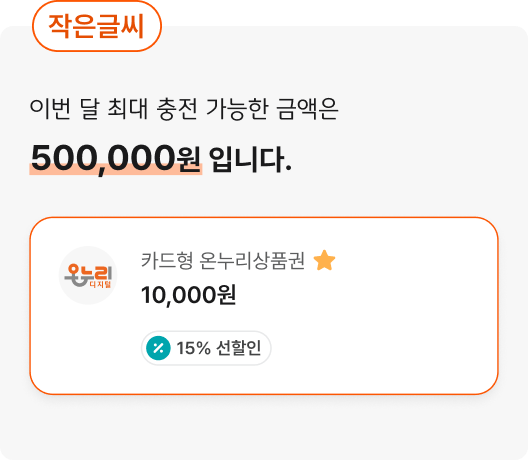 작은글씨
이번 달 최대 충전 가능한 금액은
500,000원 입니다.
온누리
디지털
카드형 온누리상품권
10,000원
15% 선할인